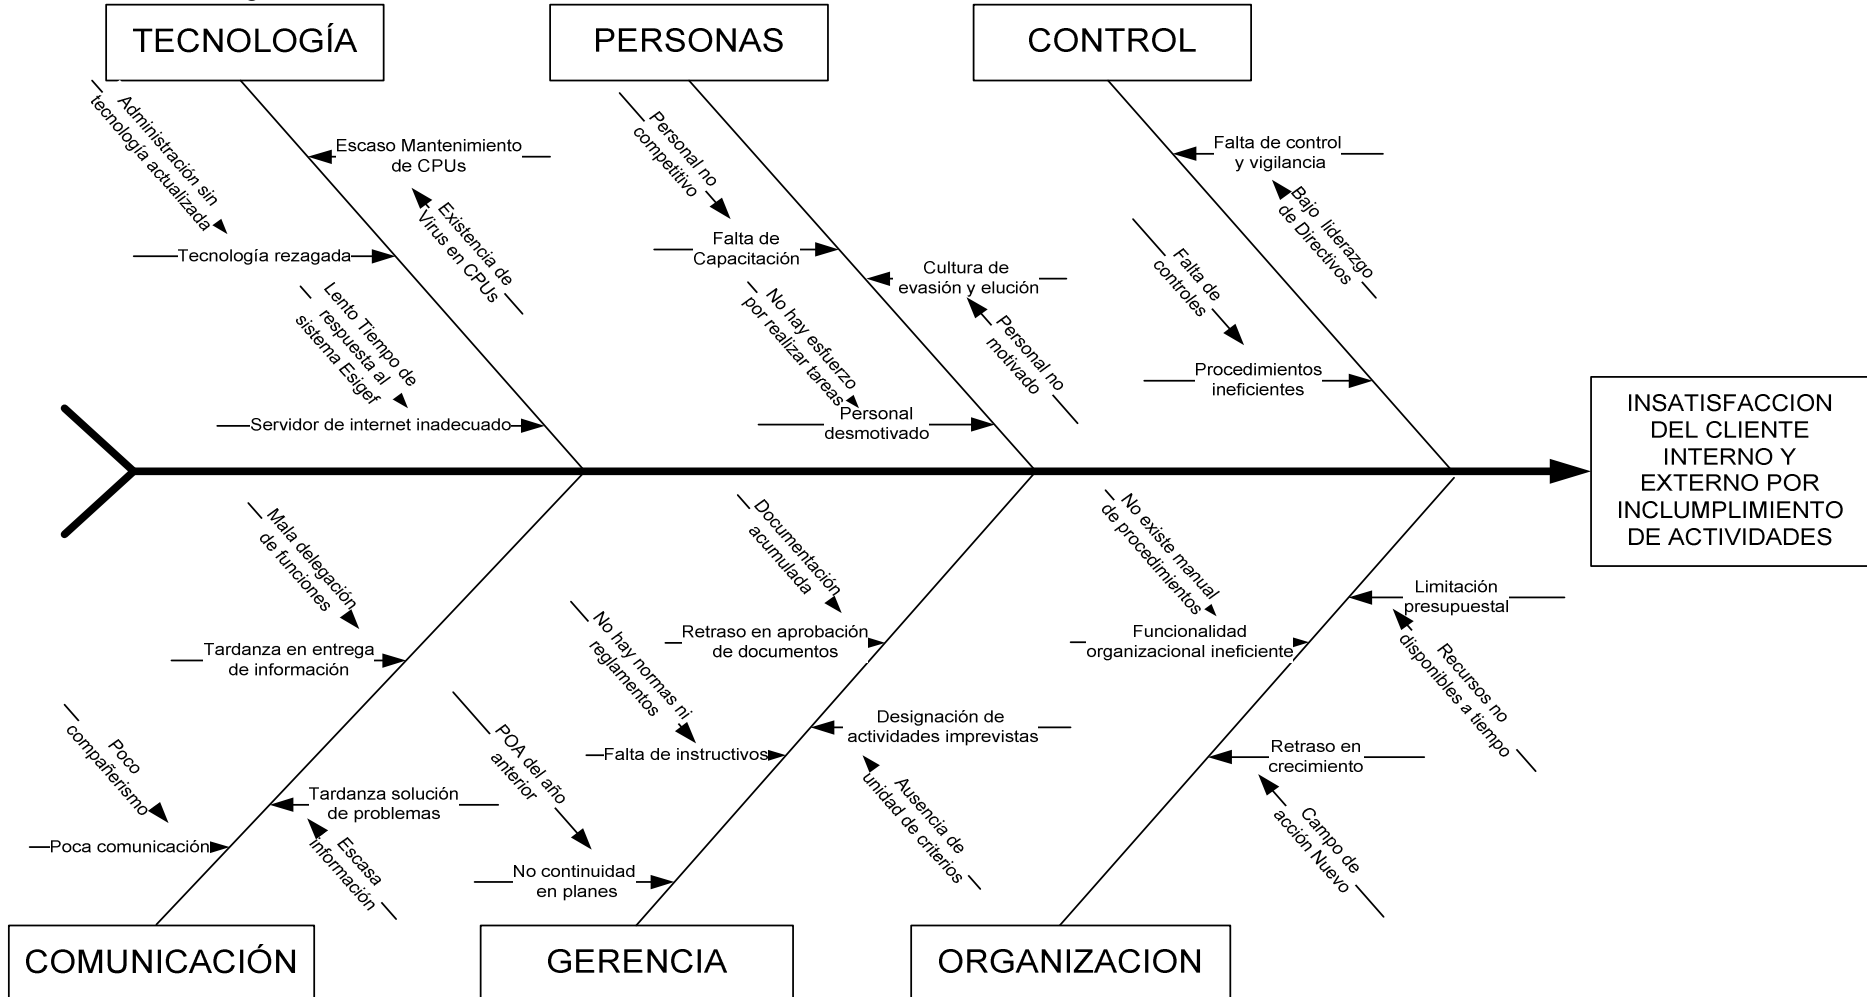 TECNOLOGÍA
PERSONAS
CONTROL
Administración sin
tecnología actualizada
Escaso Mantenimiento
de CPUs
Existencia de
Virus en CPUs
Tecnología rezagada
Lento Tiempo de
respuesta al
sistema Esigef
Servidor de internet inadecuado
Personal no
competitivo
Falta de
Capacitación
Cultura de
evasión y elución
Personal no
motivado
No hay esfuerzo
por realizar tareas
Personal
desmotivado
Falta de control
y vigilancia
Bajo liderazgo
de Directivos
Falta de
controles
Procedimientos
ineficientes
INSATISFACCION
DEL CLIENTE
INTERNO Y
EXTERNO POR
INCLUMPLIMIENTO
DE ACTIVIDADES
Mala delegación
de funciones
Tardanza en entrega
de información
Poco
compañerismo
Poca comunicación
Tardanza solución
de problemas
Escasa
información
Documentación
acumulada
Retraso en aprobación
de documentos
No hay normas ni
reglamentos
Falta de instructivos
Designación de
actividades imprevistas
Ausencia de
unidad de criterios
POA del año
anterior
No continuidad
en planes
No existe manual
de procedimientos
Funcionalidad
organizacional ineficiente
Limitación
presupuestal
Recursos no
disponibles a tiempo
Retraso en
crecimiento
Campo de
acción Nuevo
COMUNICACIÓN
GERENCIA
ORGANIZACION